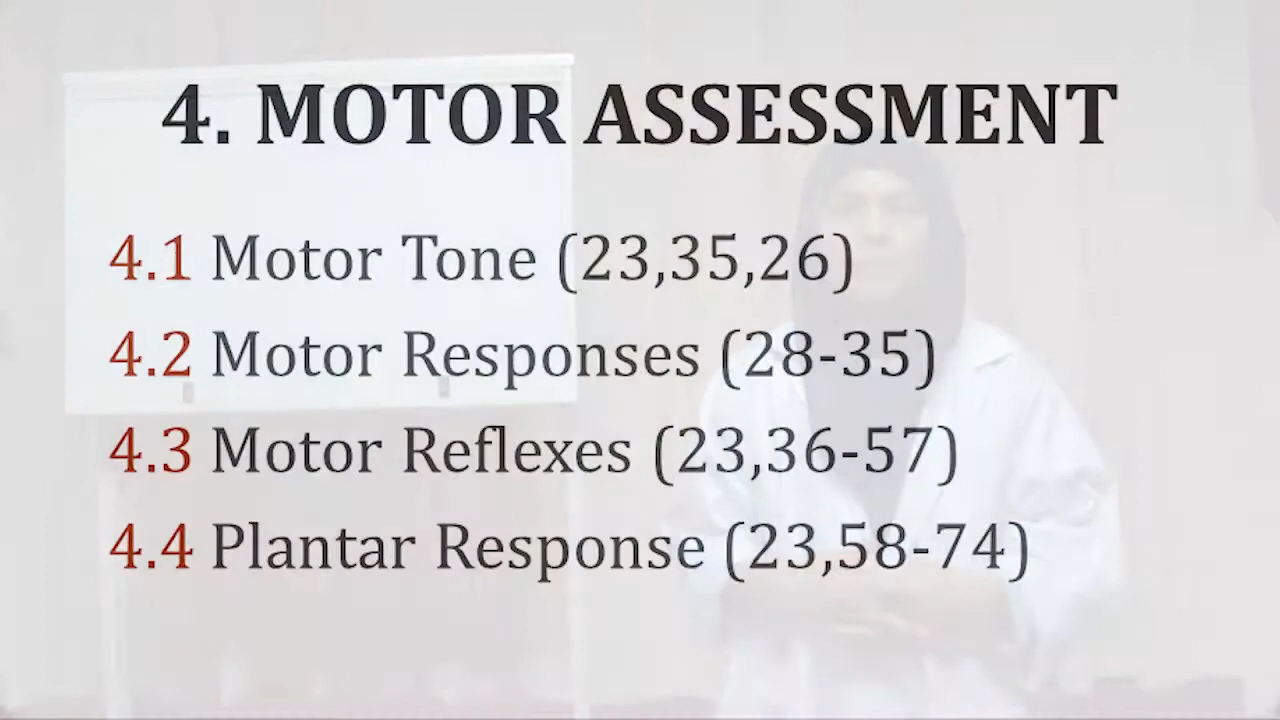 4. MOTOR ASSESSMENT
4.1 Motor Tone (23,35,26)
4.2 Motor Responses (28-35)
4.3 Motor Reflexes (23,36-57)
4.4 Plantar Response (23,58-74)